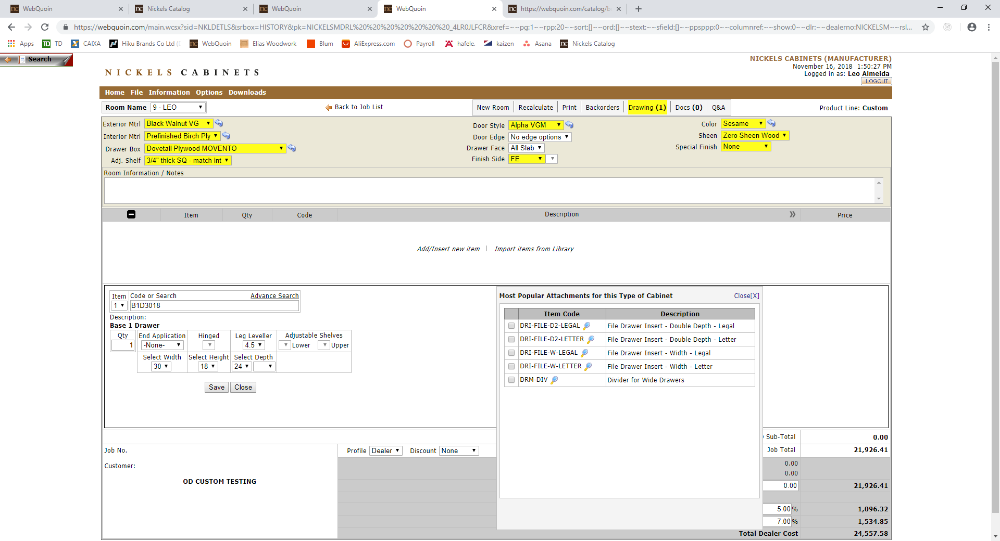 WebQuoin
Nickels Catalog
WebQuoin
WebQuoin
https://webquoin.com/catalog/b
https://webquoin.com/main.wcsx?sid=NKLDETLS&srbox=HISTORY&pk=NICKELSMDRL%20%20%20%20%20%20%20_4LR0JLFCR&xref=~~pg:1~~rpp:20~~sort:[]~~ord:[]~~stext:~~sfield:[]~~ppsppp:0~~columnref:~~show:0~~dlr:~~dealerno:NICKELSM~~rsl...
Apps TD CAIXA Hiku Brands Co Ltd WebQuoin Elias Woodwork Blum AliExpress.com Payroll hafele. kaizen Asana Nickels Catalog
Search
NICKELS CABINETS
NICKELS CABINETS (MANUFACTURER)
November 16, 2018 1:50:27 PM
Logged in as: Leo Almeida
LOGOUT
Home File Information Options Downloads
Room Name 9 - LEO Back to Job List New Room Recalculate Print Backorders Drawing (1) Docs (0) Q&A Product Line: Custom
Exterior Mtrl Black Walnut VG
Interior Mtrl Prefinished Birch Ply
Drawer Box Dovetail Plywood MOVENTO
Adj. Shelf 3/4" thick SQ - match int
Door Style Alpha VGM
Door Edge No edge options
Drawer Face All Slab
Finish Side FE
Color Sesame
Sheen Zero Sheen Wood
Special Finish None
Room Information / Notes
Item Qty Code Description Price
Add/Insert new item | Import items from Library
Item Code or Search Advance Search
1 B1D3018
Description:
Base 1 Drawer
Qty End Application Hinged Leg Leveller Adjustable Shelves
1 -None- 4.5 Lower Upper
Select Width Select Height Select Depth
30 18 24
Save Close
Most Popular Attachments for this Type of Cabinet Close[X]
Item Code Description
DRI-FILE-D2-LEGAL File Drawer Insert - Double Depth - Legal
DRI-FILE-D2-LETTER File Drawer Insert - Double Depth - Letter
DRI-FILE-W-LEGAL File Drawer Insert - Width - Legal
DRI-FILE-W-LETTER File Drawer Insert - Width - Letter
DRM-DIV Divider for Wide Drawers
Sub-Total 0.00
Job No. Profile Dealer Discount None Job Total 21,926.41
Customer:
OD CUSTOM TESTING
0.00
0.00
0.00 21,926.41
5.00 % 1,096.32
7.00 % 1,534.85
Total Dealer Cost 24,557.58